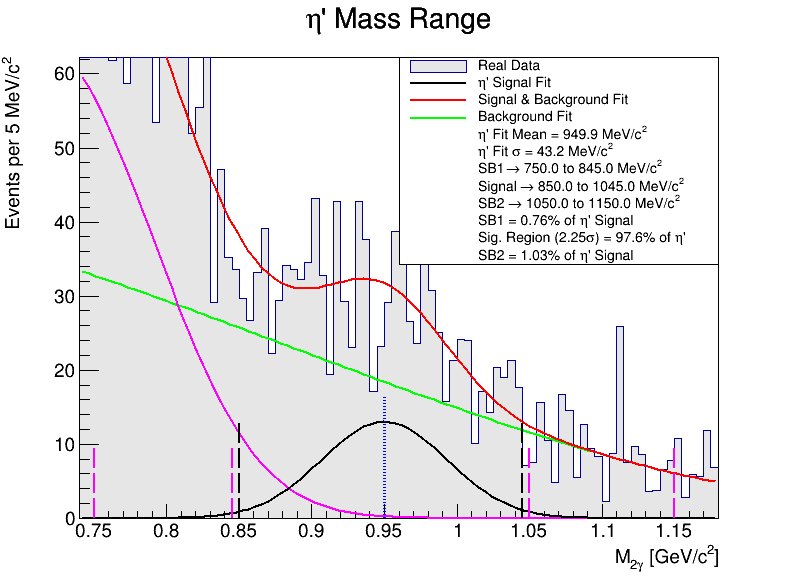 η' Mass Range
Events per 5 MeV/c²
60
50
40
30
20
10
0
Real Data
η' Signal Fit
Signal & Background Fit
Background Fit
η' Fit Mean = 949.9 MeV/c²
η' Fit σ = 43.2 MeV/c²
SB1 → 750.0 to 845.0 MeV/c²
Signal → 850.0 to 1045.0 MeV/c²
SB2 → 1050.0 to 1150.0 MeV/c²
SB1 = 0.76% of η' Signal
Sig. Region (2.25σ) = 97.6% of η'
SB2 = 1.03% of η' Signal
0.75 0.8 0.85 0.9 0.95 1 1.05 1.1 1.15
M₂γ [GeV/c²]